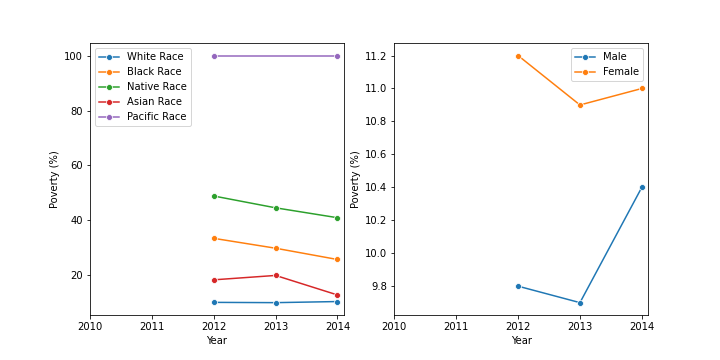 100
80
60
40
20
Poverty (%)
White Race
Black Race
Native Race
Asian Race
Pacific Race
2010 2011 2012 2013 2014
Year
11.2
11.0
10.8
10.6
10.4
10.2
10.0
9.8
Poverty (%)
Male
Female
2010 2011 2012 2013 2014
Year